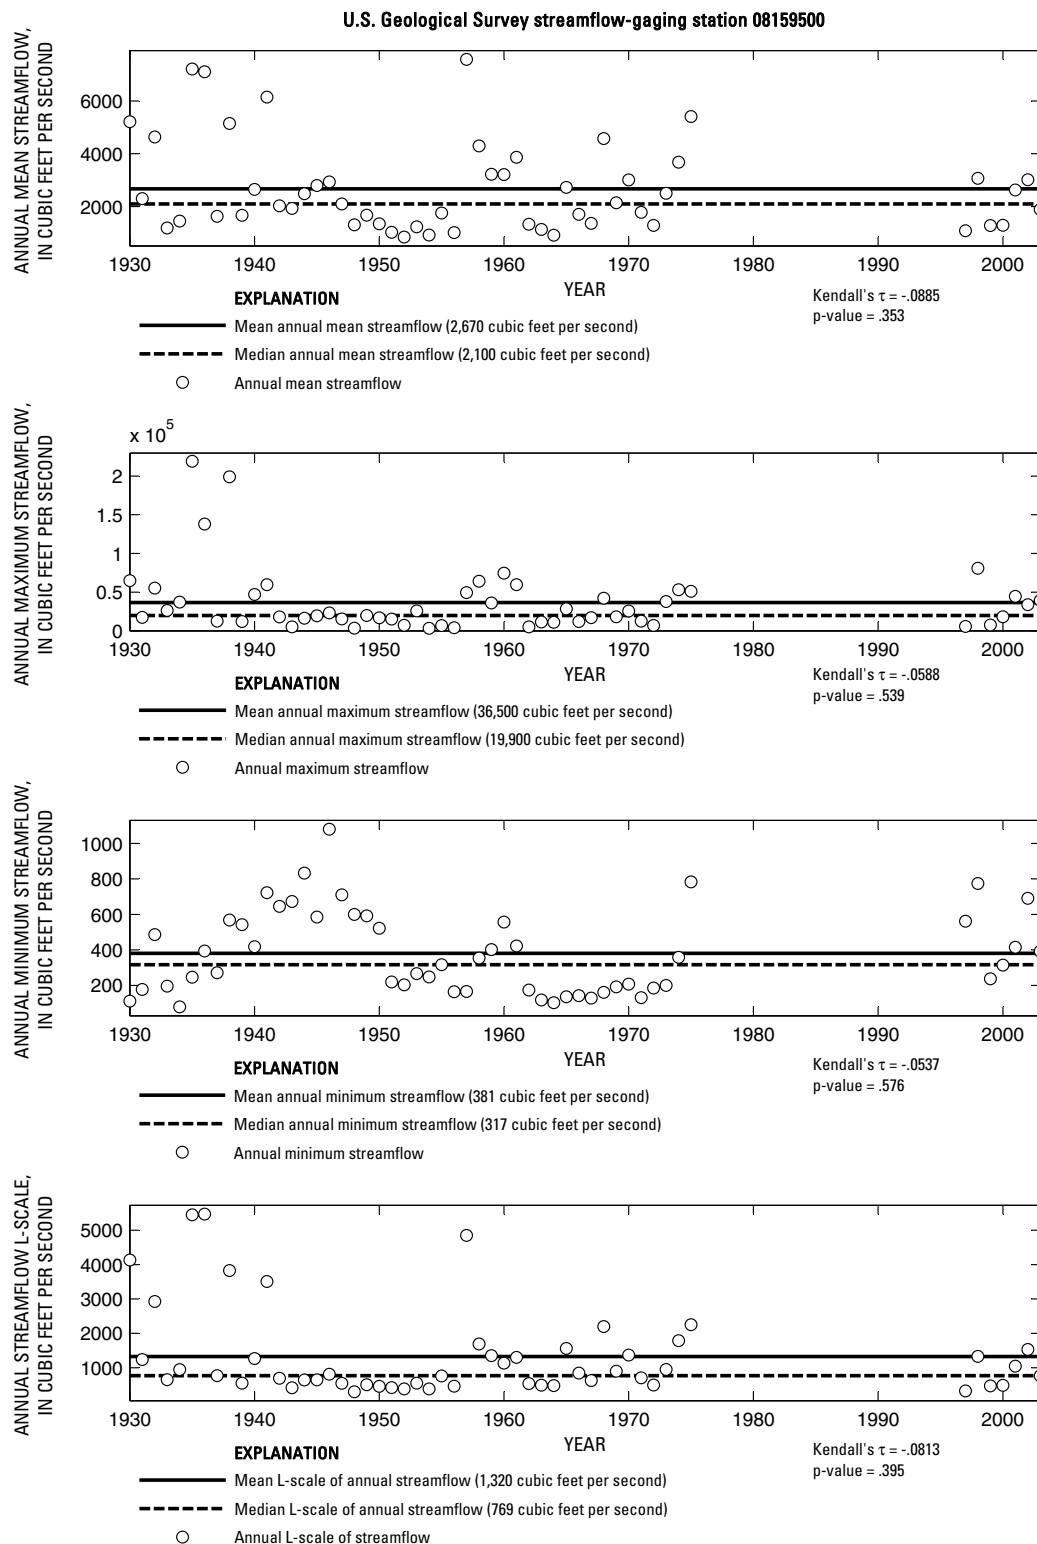 U.S. Geological Survey streamflow-gaging station 08159500
ANNUAL MEAN STREAMFLOW,
IN CUBIC FEET PER SECOND
6000
4000
2000
1930 1940 1950 1960 1970 1980 1990 2000
YEAR
Kendall's τ = -.0885
p-value = .353
EXPLANATION
Mean annual mean streamflow (2,670 cubic feet per second)
Median annual mean streamflow (2,100 cubic feet per second)
Annual mean streamflow
ANNUAL MAXIMUM STREAMFLOW,
IN CUBIC FEET PER SECOND
x 10^5
2
1.5
1
0.5
0
1930 1940 1950 1960 1970 1980 1990 2000
YEAR
Kendall's τ = -.0588
p-value = .539
EXPLANATION
Mean annual maximum streamflow (36,500 cubic feet per second)
Median annual maximum streamflow (19,900 cubic feet per second)
Annual maximum streamflow
ANNUAL MINIMUM STREAMFLOW,
IN CUBIC FEET PER SECOND
1000
800
600
400
200
1930 1940 1950 1960 1970 1980 1990 2000
YEAR
Kendall's τ = -.0537
p-value = .576
EXPLANATION
Mean annual minimum streamflow (381 cubic feet per second)
Median annual minimum streamflow (317 cubic feet per second)
Annual minimum streamflow
ANNUAL STREAMFLOW L-SCALE,
IN CUBIC FEET PER SECOND
5000
4000
3000
2000
1000
1930 1940 1950 1960 1970 1980 1990 2000
YEAR
Kendall's τ = -.0813
p-value = .395
EXPLANATION
Mean L-scale of annual streamflow (1,320 cubic feet per second)
Median L-scale of annual streamflow (769 cubic feet per second)
Annual L-scale of streamflow